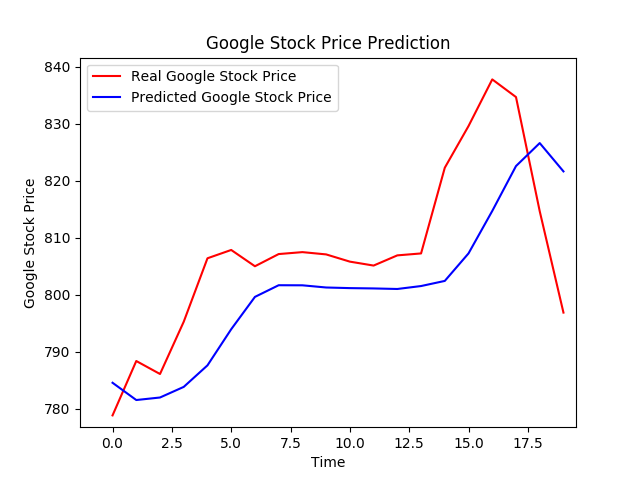 Google Stock Price Prediction
Real Google Stock Price
Predicted Google Stock Price
Google Stock Price
840
830
820
810
800
790
780
0.0 2.5 5.0 7.5 10.0 12.5 15.0 17.5
Time